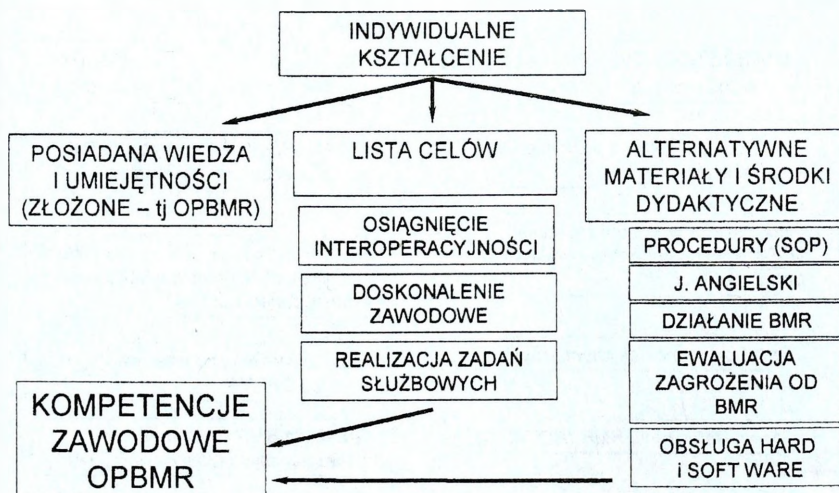 INDYWIDUALNE
KSZTAŁCENIE
POSIADANA WIEDZA
I UMIEJĘTNOŚCI
(ZŁOŻONE – tj OPBMR)
LISTA CELÓW
OSIĄGNIĘCIE
INTEROPERACYJNOŚCI
DOSKONALENIE
ZAWODOWE
REALIZACJA ZADAŃ
SŁUŻBOWYCH
ALTERNATYWNE
MATERIAŁY I ŚRODKI
DYDAKTYCZNE
PROCEDURY (SOP)
J. ANGIELSKI
DZIAŁANIE BMR
EWALUACJA
ZAGROŻENIA OD
BMR
OBSŁUGA HARD
i SOFT WARE
KOMPETENCJE
ZAWODOWE
OPBMR